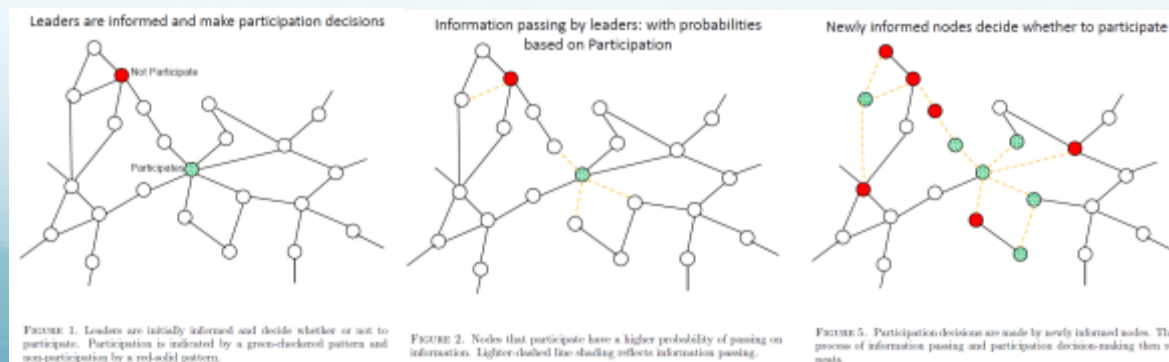 Leaders are informed and make participation decisions
Not Participate
Participates
FIGURE 1. Leaders are initially informed and decide whether or not to
participate. Participation is indicated by a green-checkered pattern and
non-participation by a red-solid pattern.
Information passing by leaders: with probabilities
based on Participation
FIGURE 2. Nodes that participate have a higher probability of passing on
information. Lighter-dashed line shading reflects information passing.
Newly informed nodes decide whether to participate
FIGURE 5. Participation decisions are made by newly informed nodes.
process of information passing and participation decision-making then